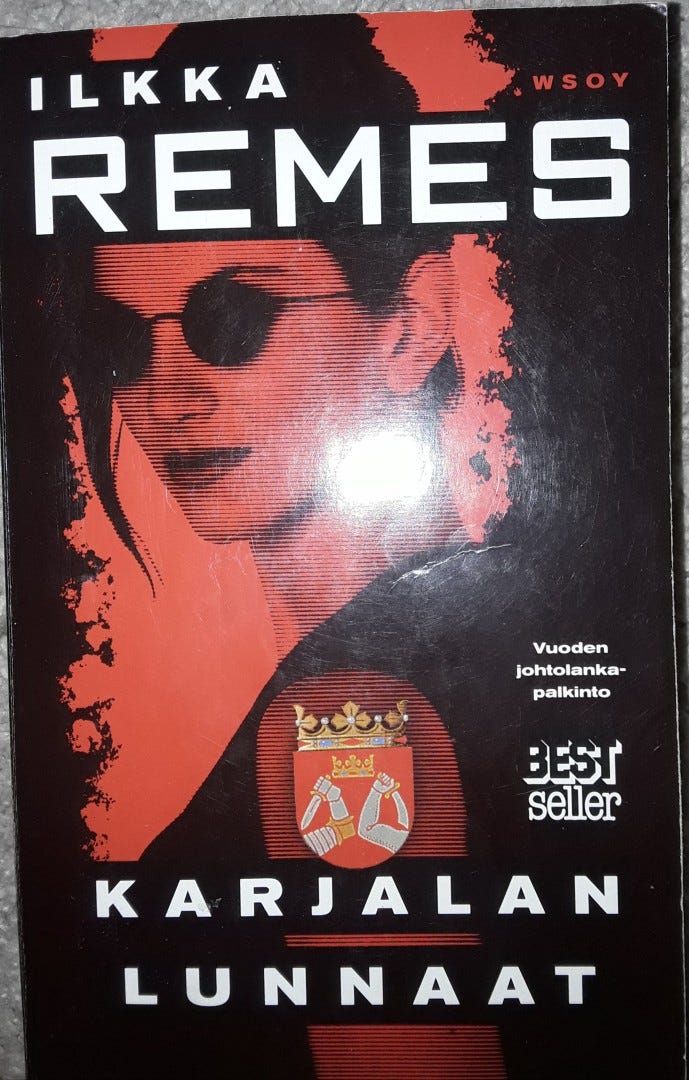 ILKKA
WSOY
REMES
Vuoden
johtolanka-
palkinto
BEST
seller
KARJALAN
LUNNAAT